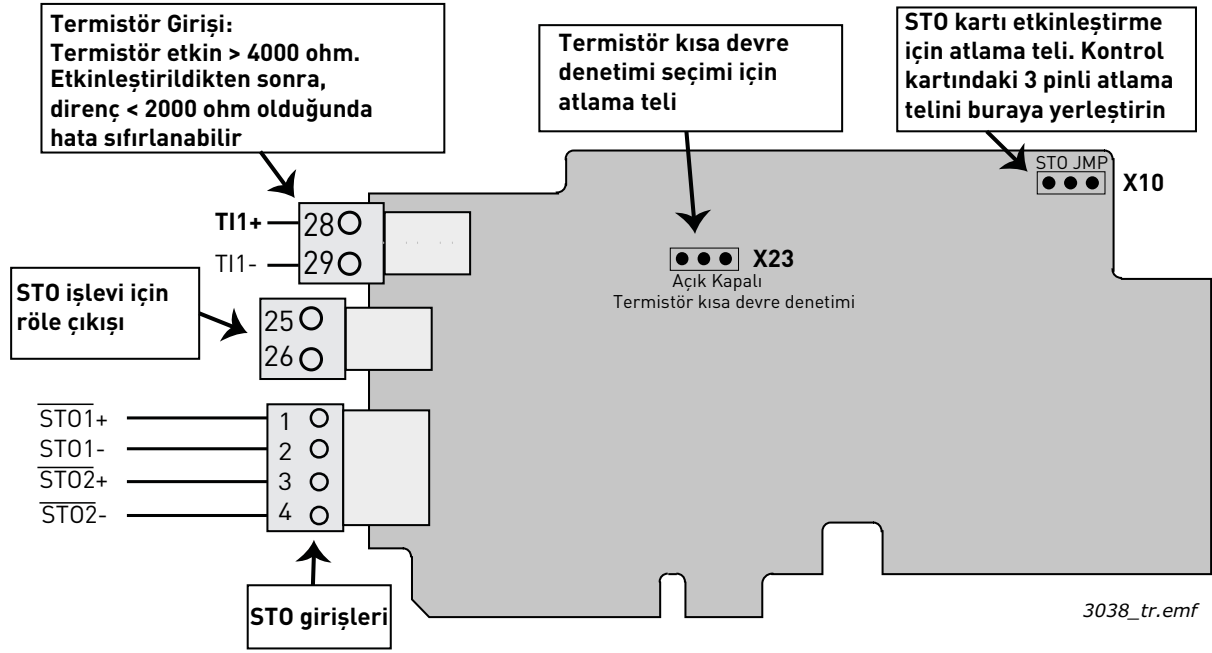 Termistör Girişi:
Termistör etkin > 4000 ohm.
Etkinleştirildikten sonra,
direnç < 2000 ohm olduğunda
hata sıfırlanabilir
Termistör kısa devre
denetimi seçimi için
atlama teli
STO kartı etkinleştirme
için atlama teli. Kontrol
kartındaki 3 pinli atlama
telini buraya yerleştirin
STO JMP
X10
TI1+
28
TI1-
29
X23
Açık Kapalı
Termistör kısa devre denetimi
STO işlevi için
röle çıkışı
25
26
STO1+
1
STO1-
2
STO2+
3
STO2-
4
STO girişleri
3038_tr.emf